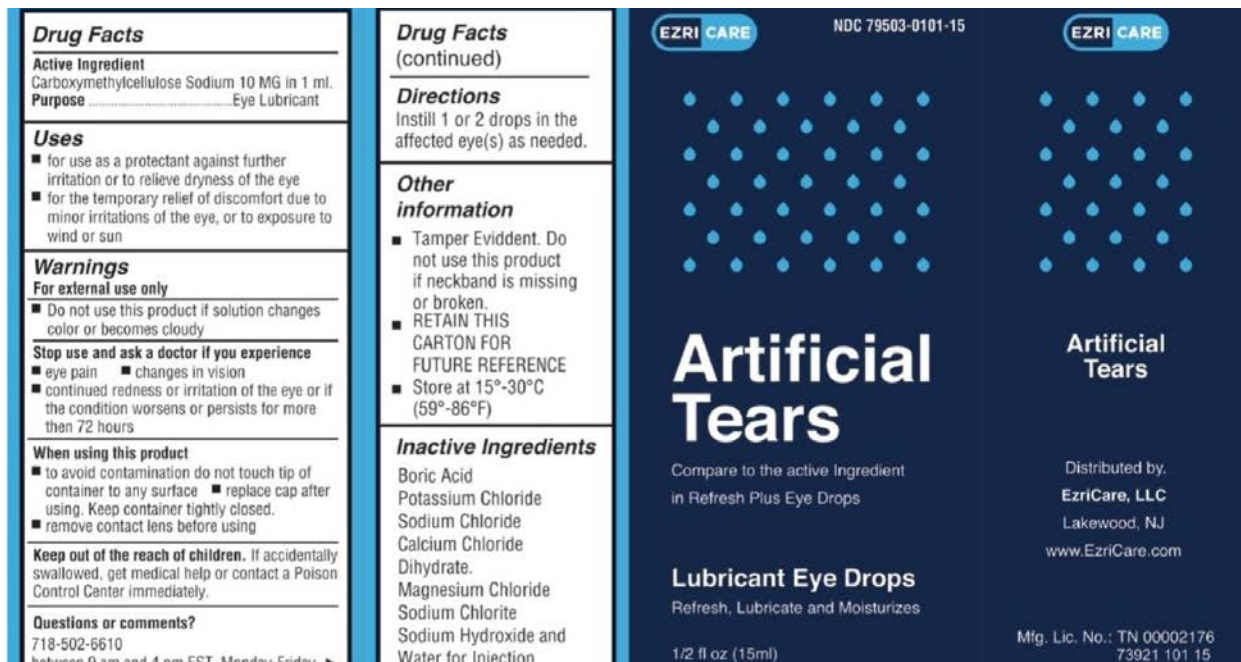 Drug Facts
Active Ingredient
Carboxymethylcellulose Sodium 10 MG in 1 ml.
Purpose ............................................Eye Lubricant
Uses
■ for use as a protectant against further
irritation or to relieve dryness of the eye
■ for the temporary relief of discomfort due to
minor irritations of the eye, or to exposure to
wind or sun
Warnings
For external use only
■ Do not use this product if solution changes
color or becomes cloudy
Stop use and ask a doctor if you experience
■ eye pain ■ changes in vision
■ continued redness or irritation of the eye or if
the condition worsens or persists for more
then 72 hours
When using this product
■ to avoid contamination do not touch tip of
container to any surface ■ replace cap after
using. Keep container tightly closed.
■ remove contact lens before using
Keep out of the reach of children. If accidentally
swallowed, get medical help or contact a Poison
Control Center immediately.
Questions or comments?
718-502-6610
between 9 am and 4 pm EST, Monday-Friday.
Drug Facts
(continued)
Directions
Instill 1 or 2 drops in the
affected eye(s) as needed.
Other
information
■ Tamper Eviddent. Do
not use this product
if neckband is missing
or broken.
■ RETAIN THIS
CARTON FOR
FUTURE REFERENCE
■ Store at 15°-30°C
(59°-86°F)
Inactive Ingredients
Boric Acid
Potassium Chloride
Sodium Chloride
Calcium Chloride
Dihydrate.
Magnesium Chloride
Sodium Chlorite
Sodium Hydroxide and
Water for Injection
EZRI CARE
NDC 79503-0101-15
Artificial
Tears
Compare to the active Ingredient
in Refresh Plus Eye Drops
Lubricant Eye Drops
Refresh, Lubricate and Moisturizes
1/2 fl oz (15ml)
EZRI CARE
Artificial
Tears
Distributed by.
EzriCare, LLC
Lakewood, NJ
www.EzriCare.com
Mfg. Lic. No.: TN 00002176
73921 101 15